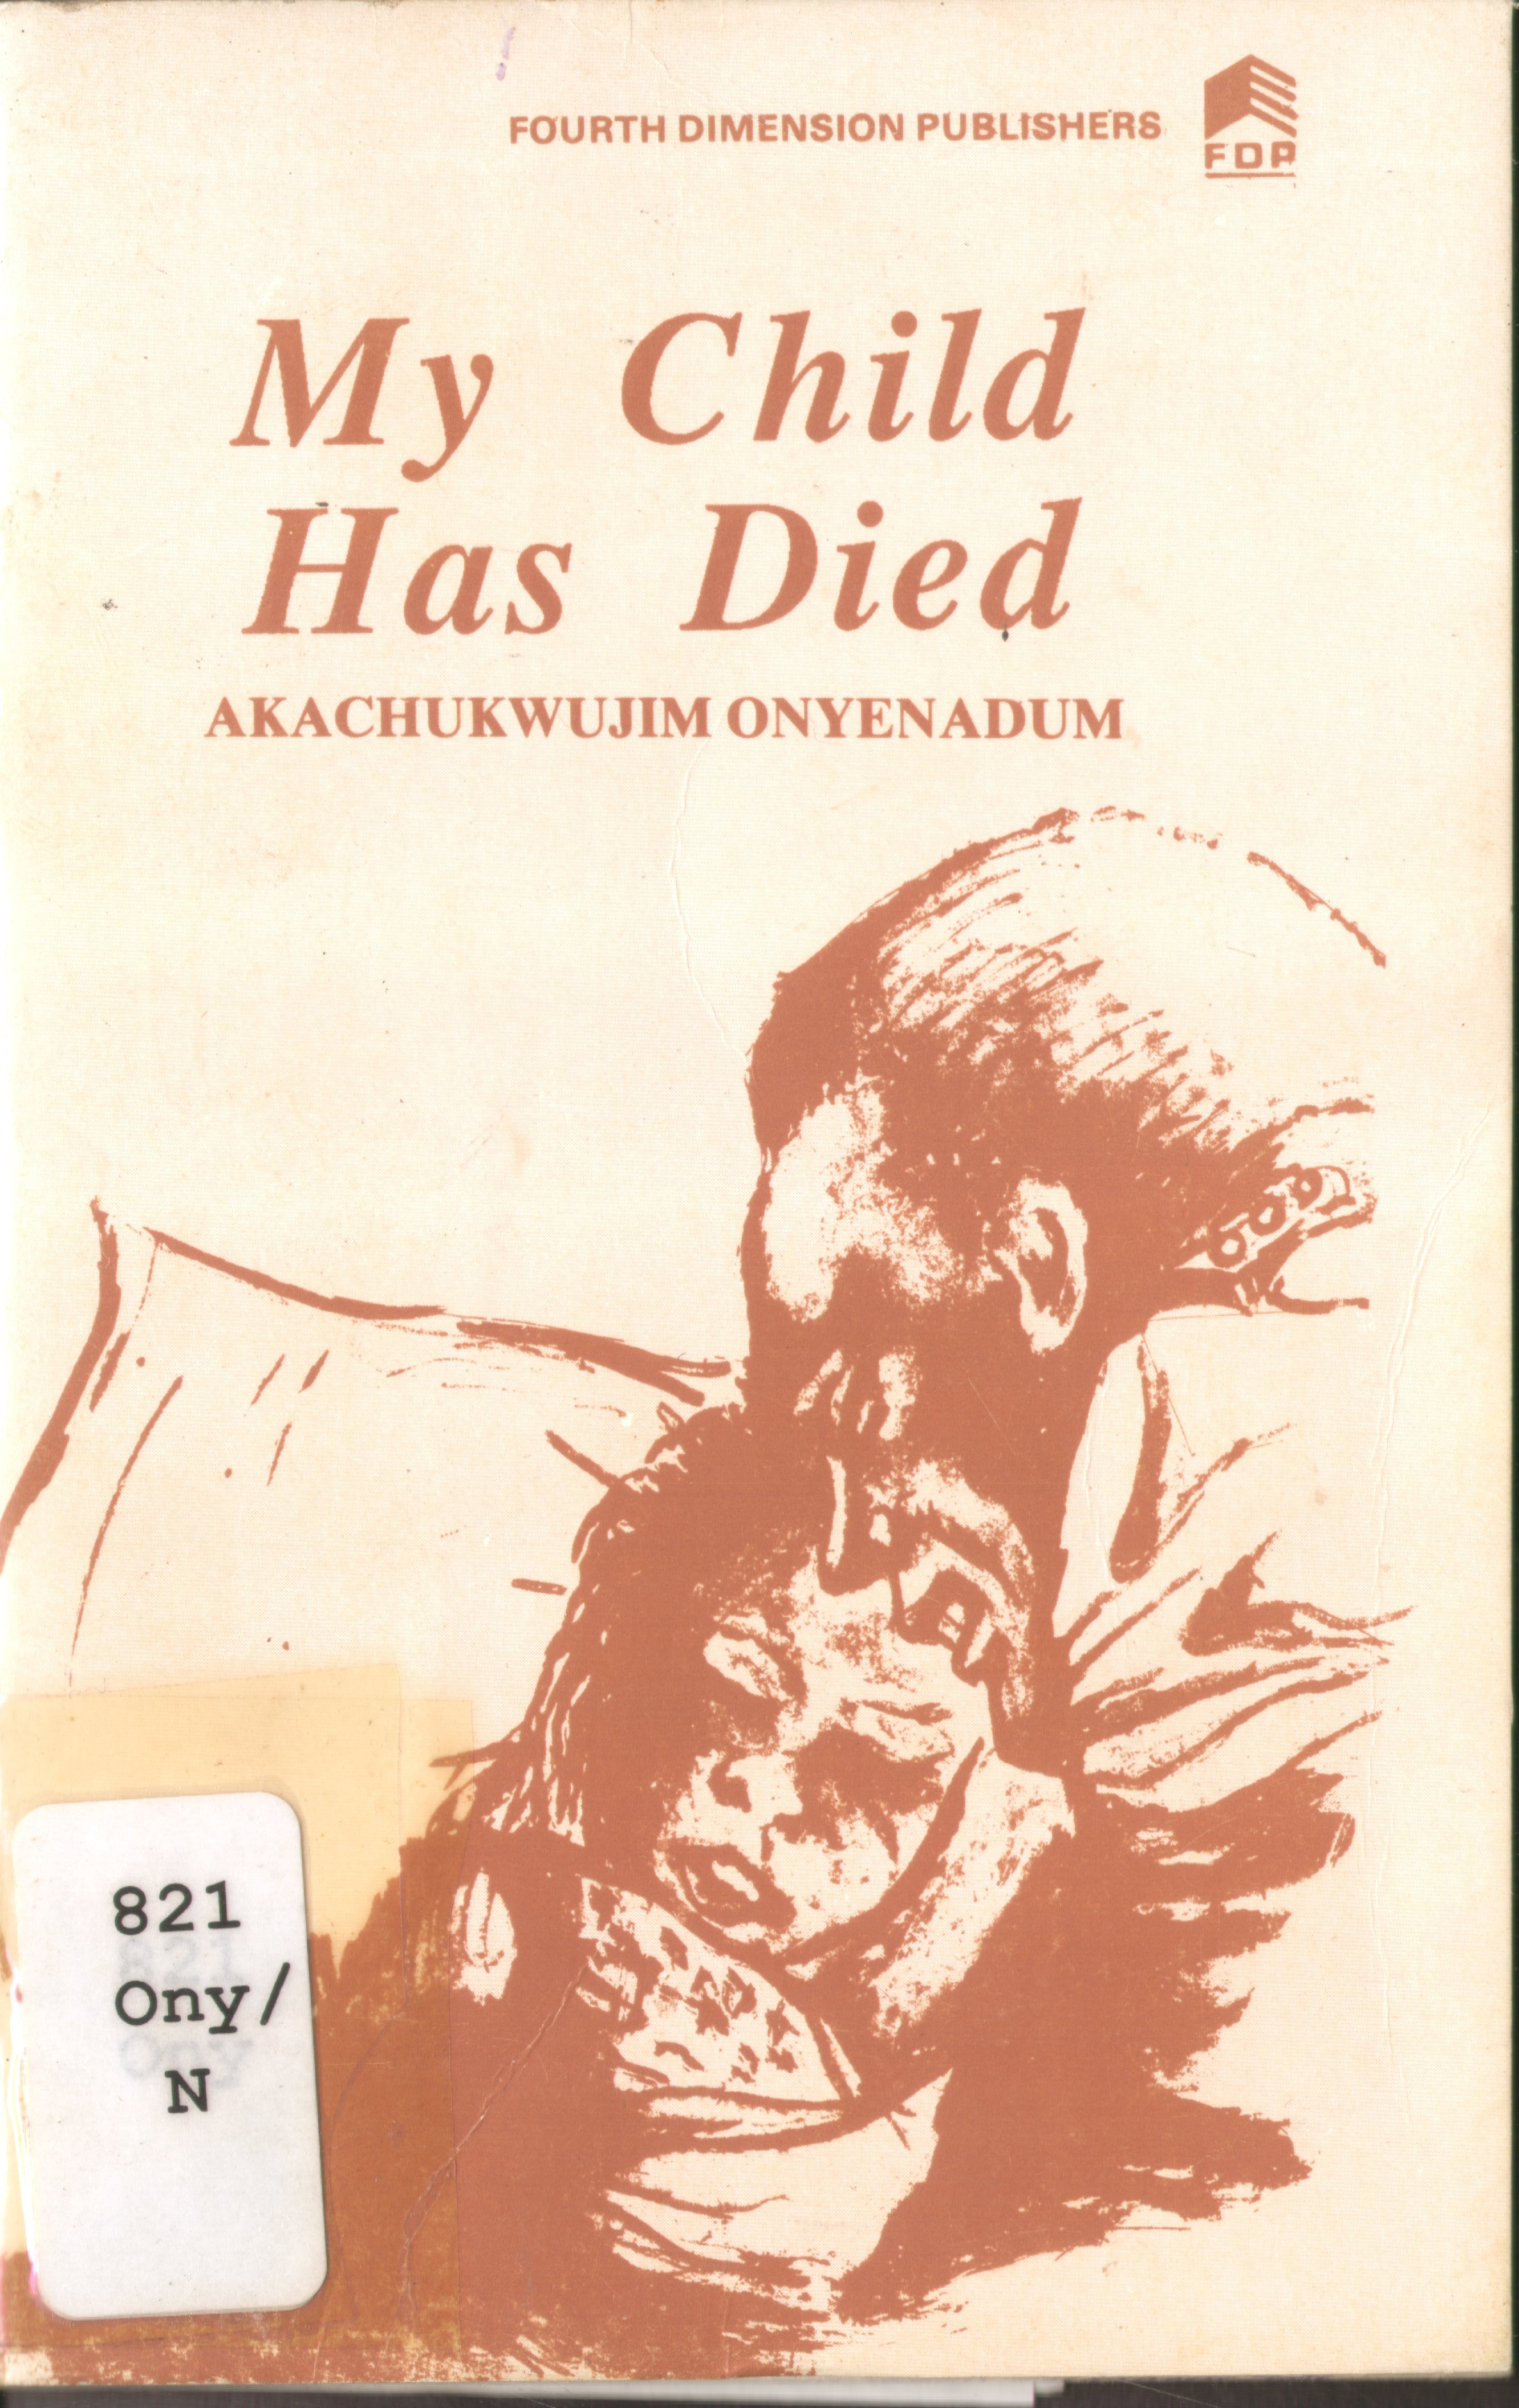 FOURTH DIMENSION PUBLISHERS
FDP
My Child
Has Died
AKACHUKWUJIM ONYENADUM
821
Ony/
N